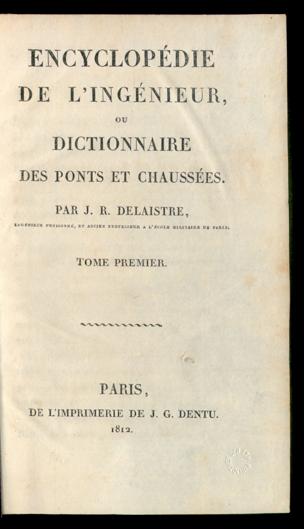 ENCYCLOPÉDIE
DE L'INGÉNIEUR,
OU
DICTIONNAIRE
DES PONTS ET CHAUSSÉES.
PAR J. R. DELAISTRE,
INGÉNIEUR PENSIONNÉ, ET ANCIEN PROFESSEUR A L'ÉCOLE MILITAIRE DE PARIS.
TOME PREMIER.
PARIS,
DE L'IMPRIMERIE DE J. G. DENTU.
1812.